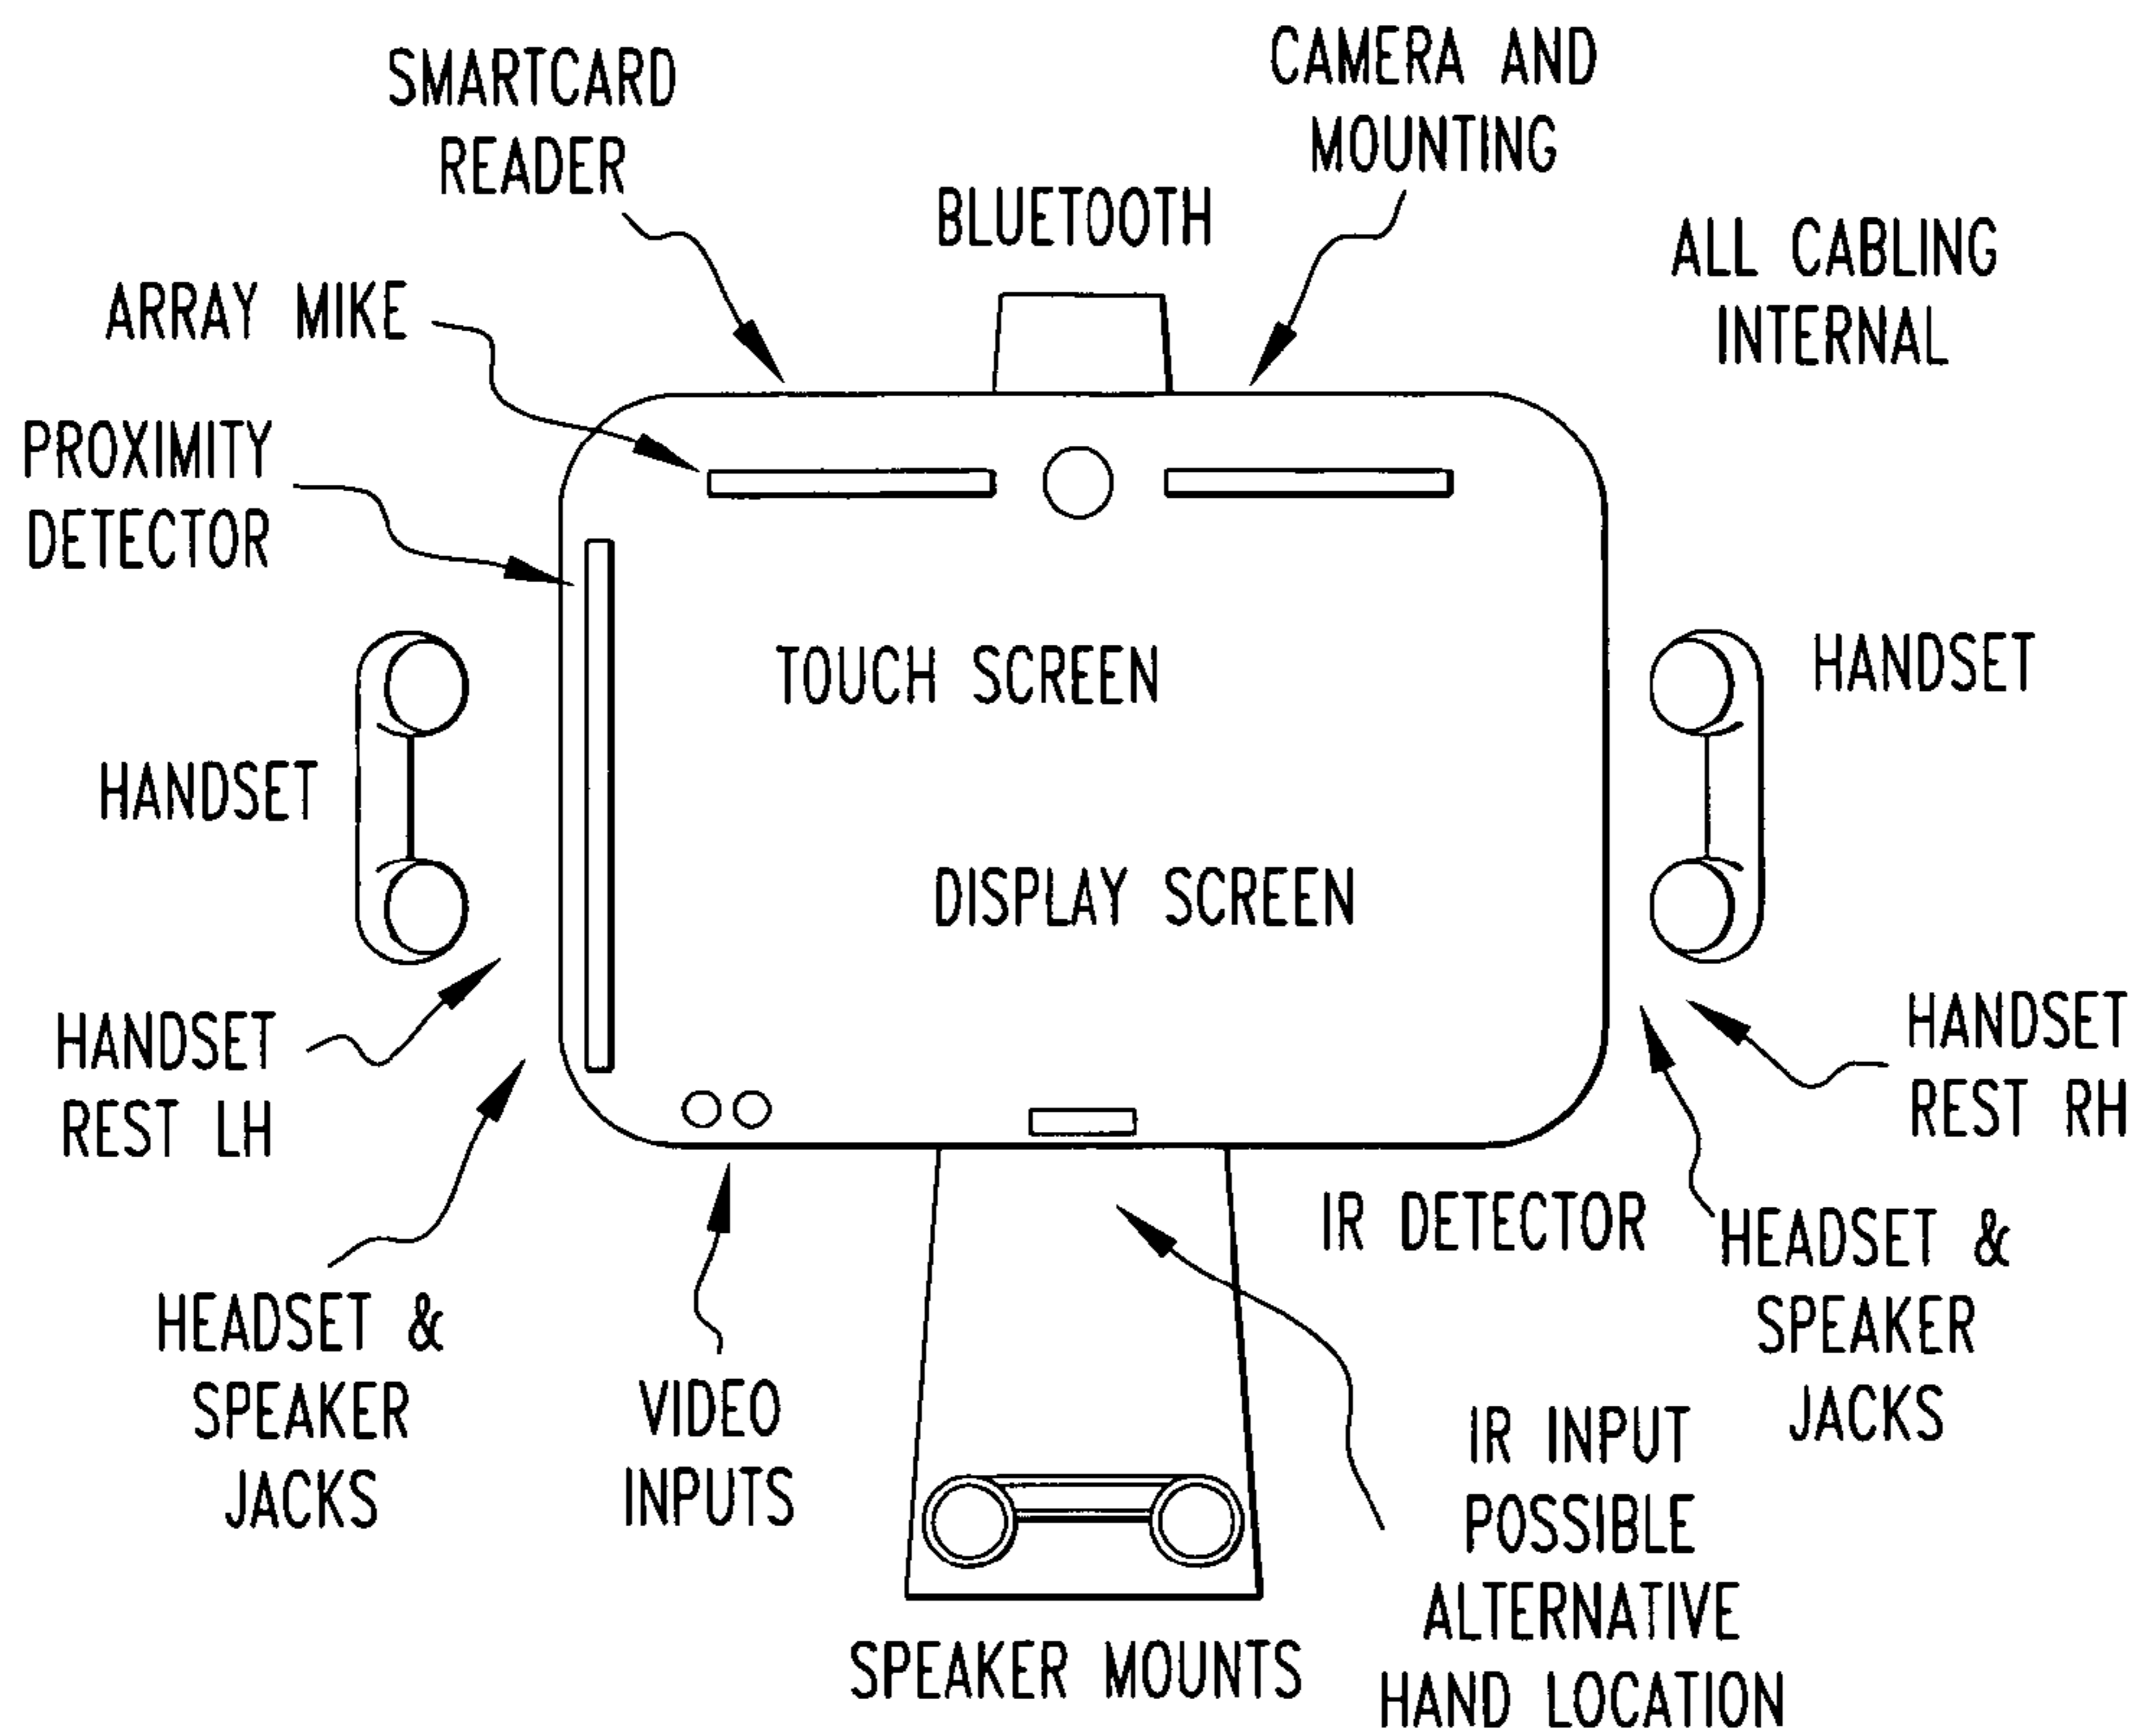 SMARTCARD
READER
CAMERA AND
MOUNTING
BLUETOOTH
ALL CABLING
INTERNAL
ARRAY MIKE
PROXIMITY
DETECTOR
TOUCH SCREEN
HANDSET
HANDSET
DISPLAY SCREEN
HANDSET
REST LH
HANDSET
REST RH
IR DETECTOR
HEADSET &
SPEAKER
JACKS
HEADSET &
SPEAKER
JACKS
VIDEO
INPUTS
IR INPUT
POSSIBLE
ALTERNATIVE
HAND LOCATION
SPEAKER MOUNTS